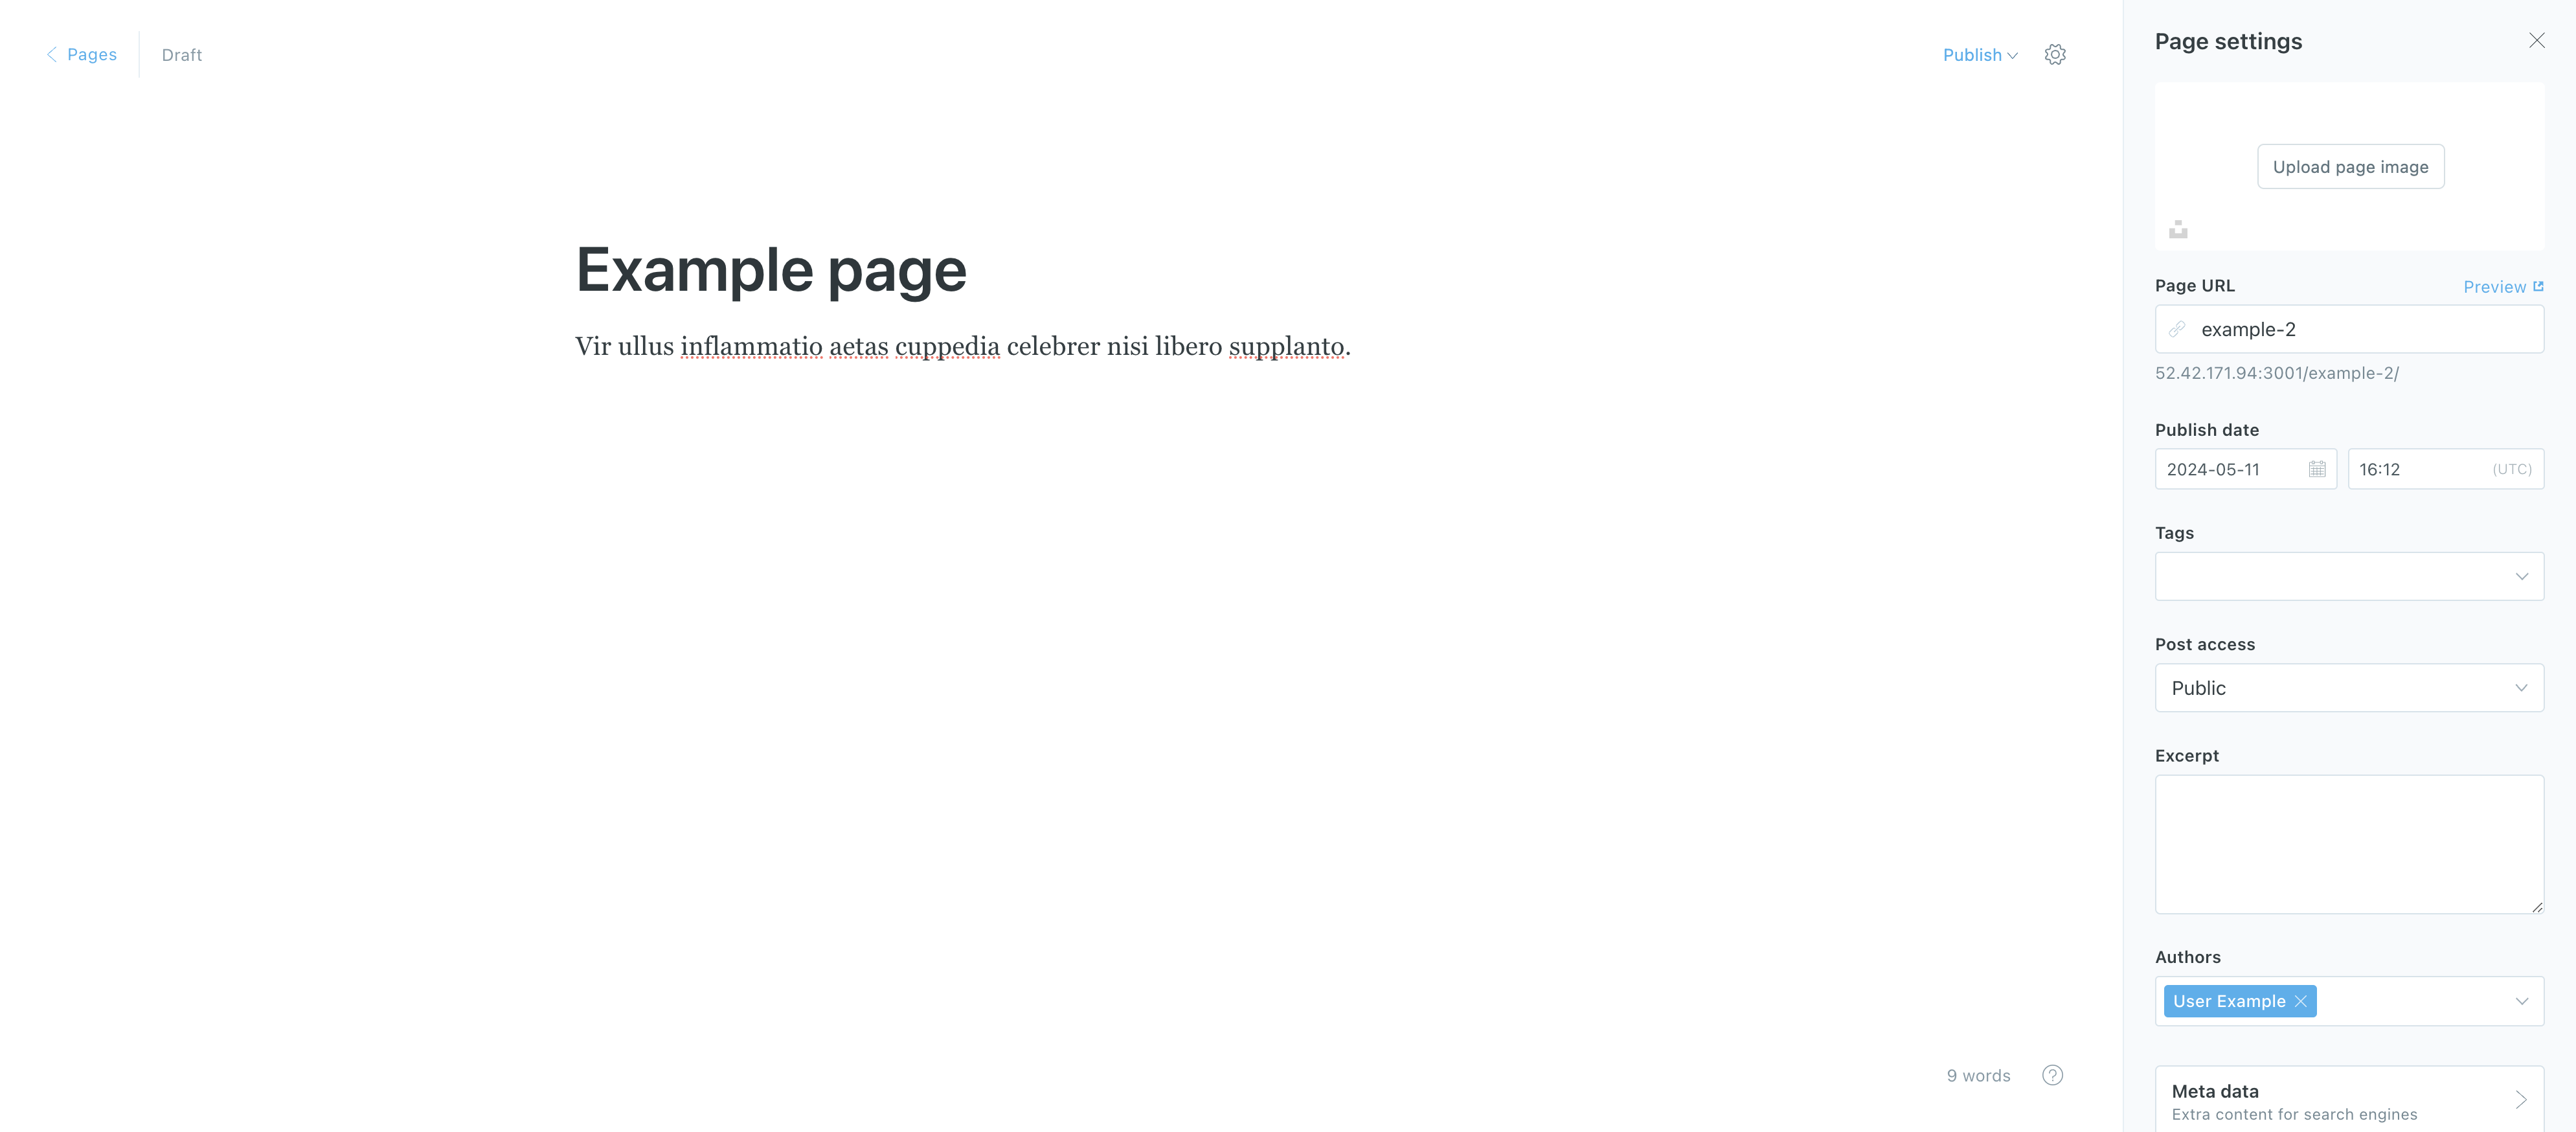 Pages
Draft
Publish
Example page
Vir ullus inflammatio aetas cuppedia celebrer nisi libero supplanto.
9 words
?
Page settings
Upload page image
Page URL
Preview
example-2
52.42.171.94:3001/example-2/
Publish date
2024-05-11
16:12
(UTC)
Tags
Post access
Public
Excerpt
Authors
User Example
Meta data
Extra content for search engines